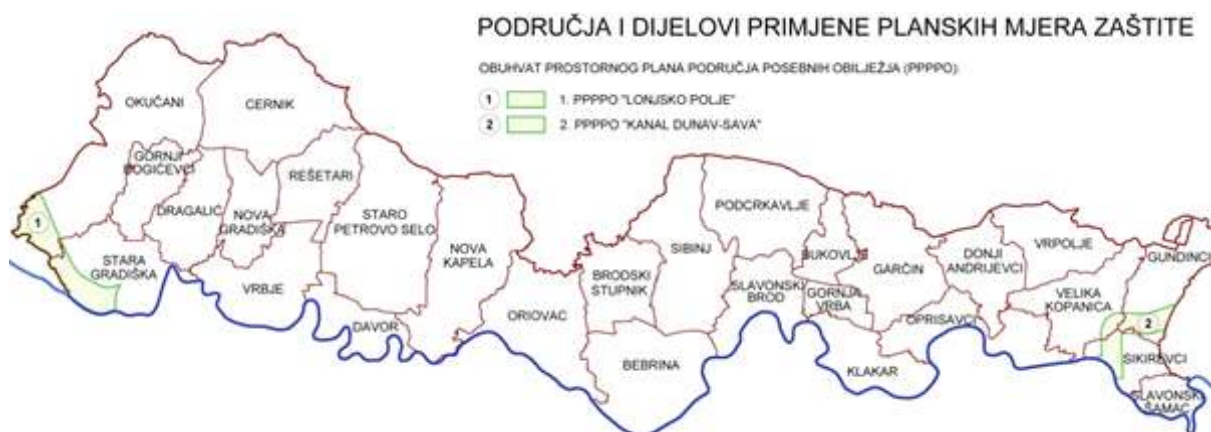 PODRUČJA I DIJELOVI PRIMJENE PLANSKIH MJERA ZAŠTITE
OBUHVAT PROSTORNOG PLANA PODRUČJA POSEBNIH OBILJEŽJA (PPPPO):
1 1. PPPPO "LONJSKO POLJE"
2 2. PPPPO "KANAL DUNAV-SAVA"
OKUČANI
CERNIK
GORNJI
BOGIĆEVCI
REŠETARI
DRAGALIĆ
NOVA
GRADIŠKA
STARO
PETROVO SELO
1
STARA
GRADIŠKA
VRBJE
DAVOR
NOVA
KAPELA
ORIOVAC
BRODSKI
STUPNIK
SIBINJ
BEBRINA
PODCRKAVLJE
SLAVONSKI
BROD
BUKOVLJE
GORNJA
VRBA
GARČIN
KLAKAR
OPRISAVCI
DONJI
ANDRIJEVCI
VRPOLJE
VELIKA
KOPANICA
GUNDINCI
2
SIKIREVCI
SLAVONSKI
ŠAMAC